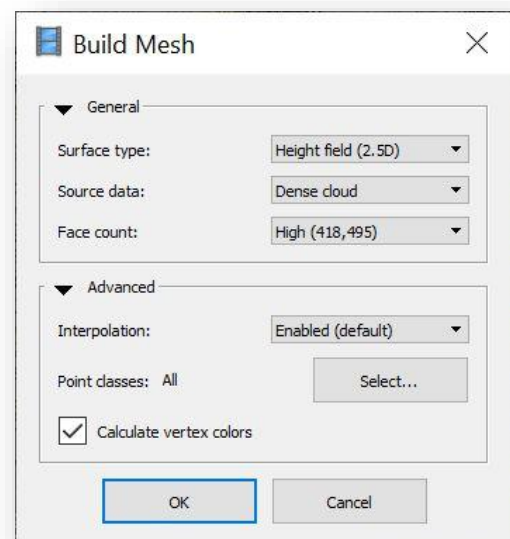 Build Mesh
General
Surface type: Height field (2.5D)
Source data: Dense cloud
Face count: High (418,495)
Advanced
Interpolation: Enabled (default)
Point classes: All Select...
Calculate vertex colors
OK Cancel